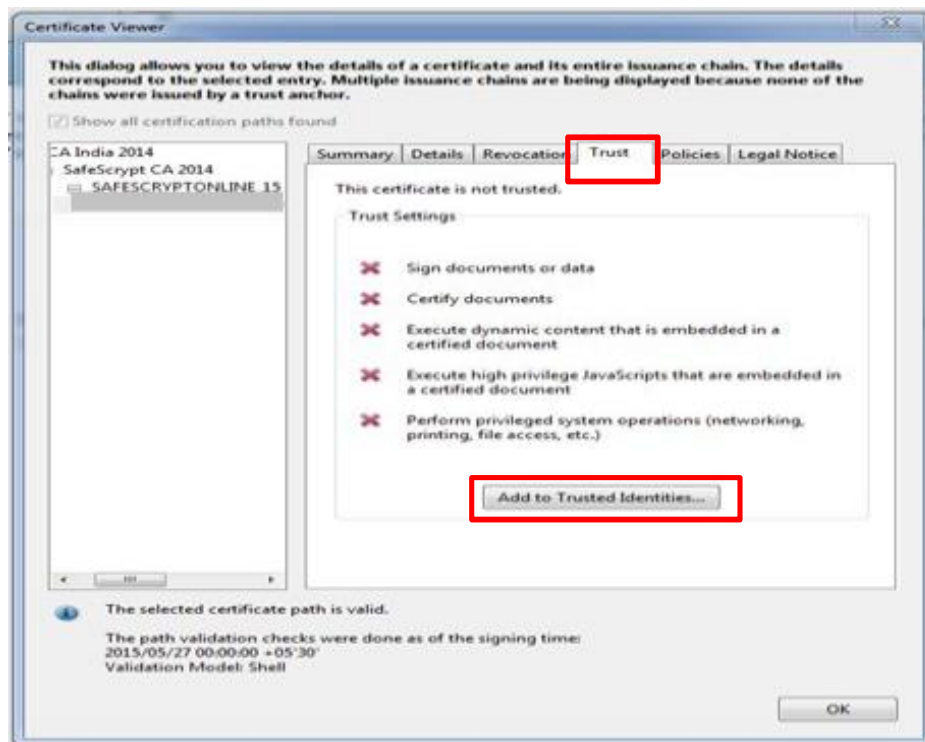 Certificate Viewer
This dialog allows you to view the details of a certificate and its entire issuance chain. The details
correspond to the selected entry. Multiple issuance chains are being displayed because none of the
chains were issued by a trust anchor.
Show all certification paths found
CA India 2014
SafeScrypt CA 2014
SAFESCRYPTONLINE 15
Summary Details Revocation Trust Policies Legal Notice
This certificate is not trusted.
Trust Settings
Sign documents or data
Certify documents
Execute dynamic content that is embedded in a
certified document
Execute high privilege JavaScripts that are embedded in
a certified document
Perform privileged system operations (networking,
printing, file access, etc.)
Add to Trusted Identities...
The selected certificate path is valid.
The path validation checks were done as of the signing time:
2015/05/27 00:00:00 +05'30'
Validation Model: Shell
OK